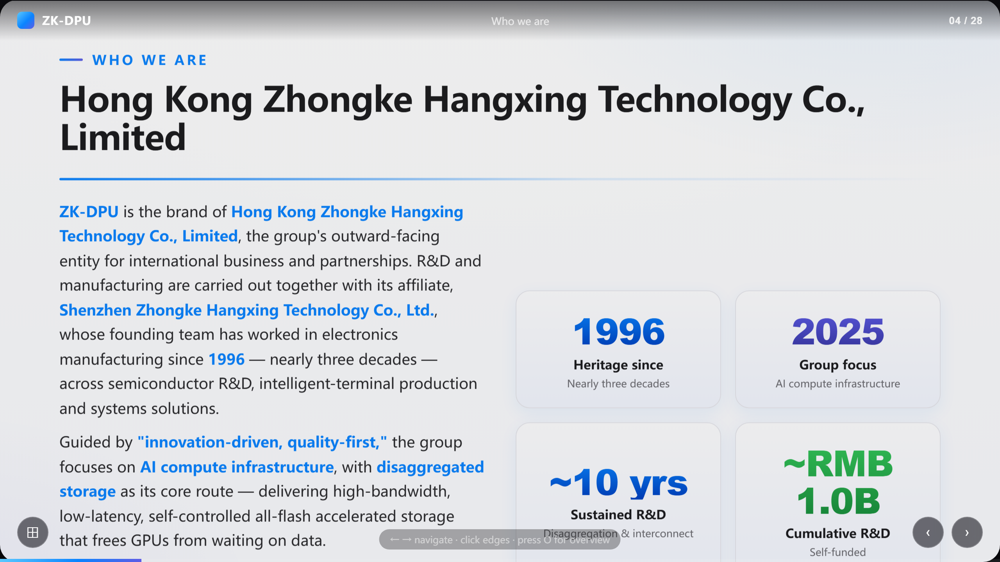 ZK-DPU
Who we are
04 / 28
WHO WE ARE
Hong Kong Zhongke Hangxing Technology Co.,
Limited
ZK-DPU is the brand of Hong Kong Zhongke Hangxing
Technology Co., Limited, the group's outward-facing
entity for international business and partnerships. R&D and
manufacturing are carried out together with its affiliate,
Shenzhen Zhongke Hangxing Technology Co., Ltd.,
whose founding team has worked in electronics
manufacturing since 1996 — nearly three decades —
across semiconductor R&D, intelligent-terminal production
and systems solutions.
Guided by "innovation-driven, quality-first," the group
focuses on AI compute infrastructure, with disaggregated
storage as its core route — delivering high-bandwidth,
low-latency, self-controlled all-flash accelerated storage
that frees GPUs from waiting on data.
1996
Heritage since
Nearly three decades
2025
Group focus
AI compute infrastructure
~10 yrs
Sustained R&D
Disaggregation & interconnect
~RMB
1.0B
Cumulative R&D
Self-funded
←→ navigate · click edges · press O for overview
‹
›